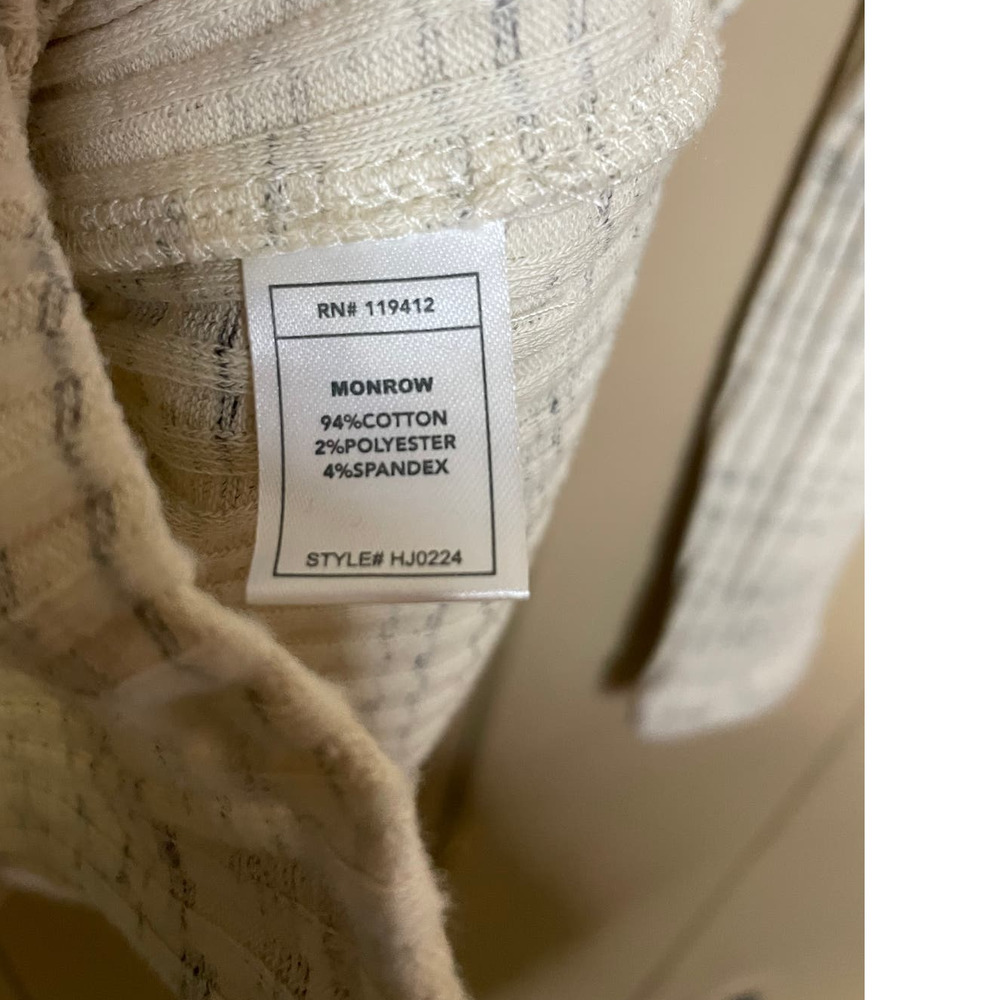 RN# 119412
MONROW
94%COTTON
2%POLYESTER
4%SPANDEX
STYLE# HJ0224